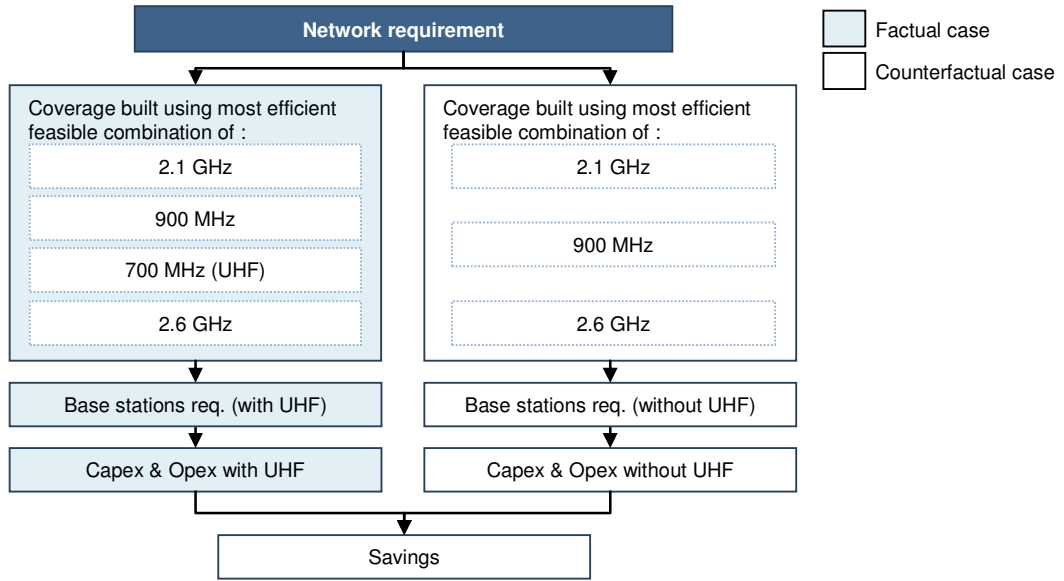 Network requirement
Factual case
Counterfactual case
Coverage built using most efficient
feasible combination of :
2.1 GHz
900 MHz
700 MHz (UHF)
2.6 GHz
Coverage built using most efficient
feasible combination of :
2.1 GHz
900 MHz
2.6 GHz
Base stations req. (with UHF)
Base stations req. (without UHF)
Capex & Opex with UHF
Capex & Opex without UHF
Savings